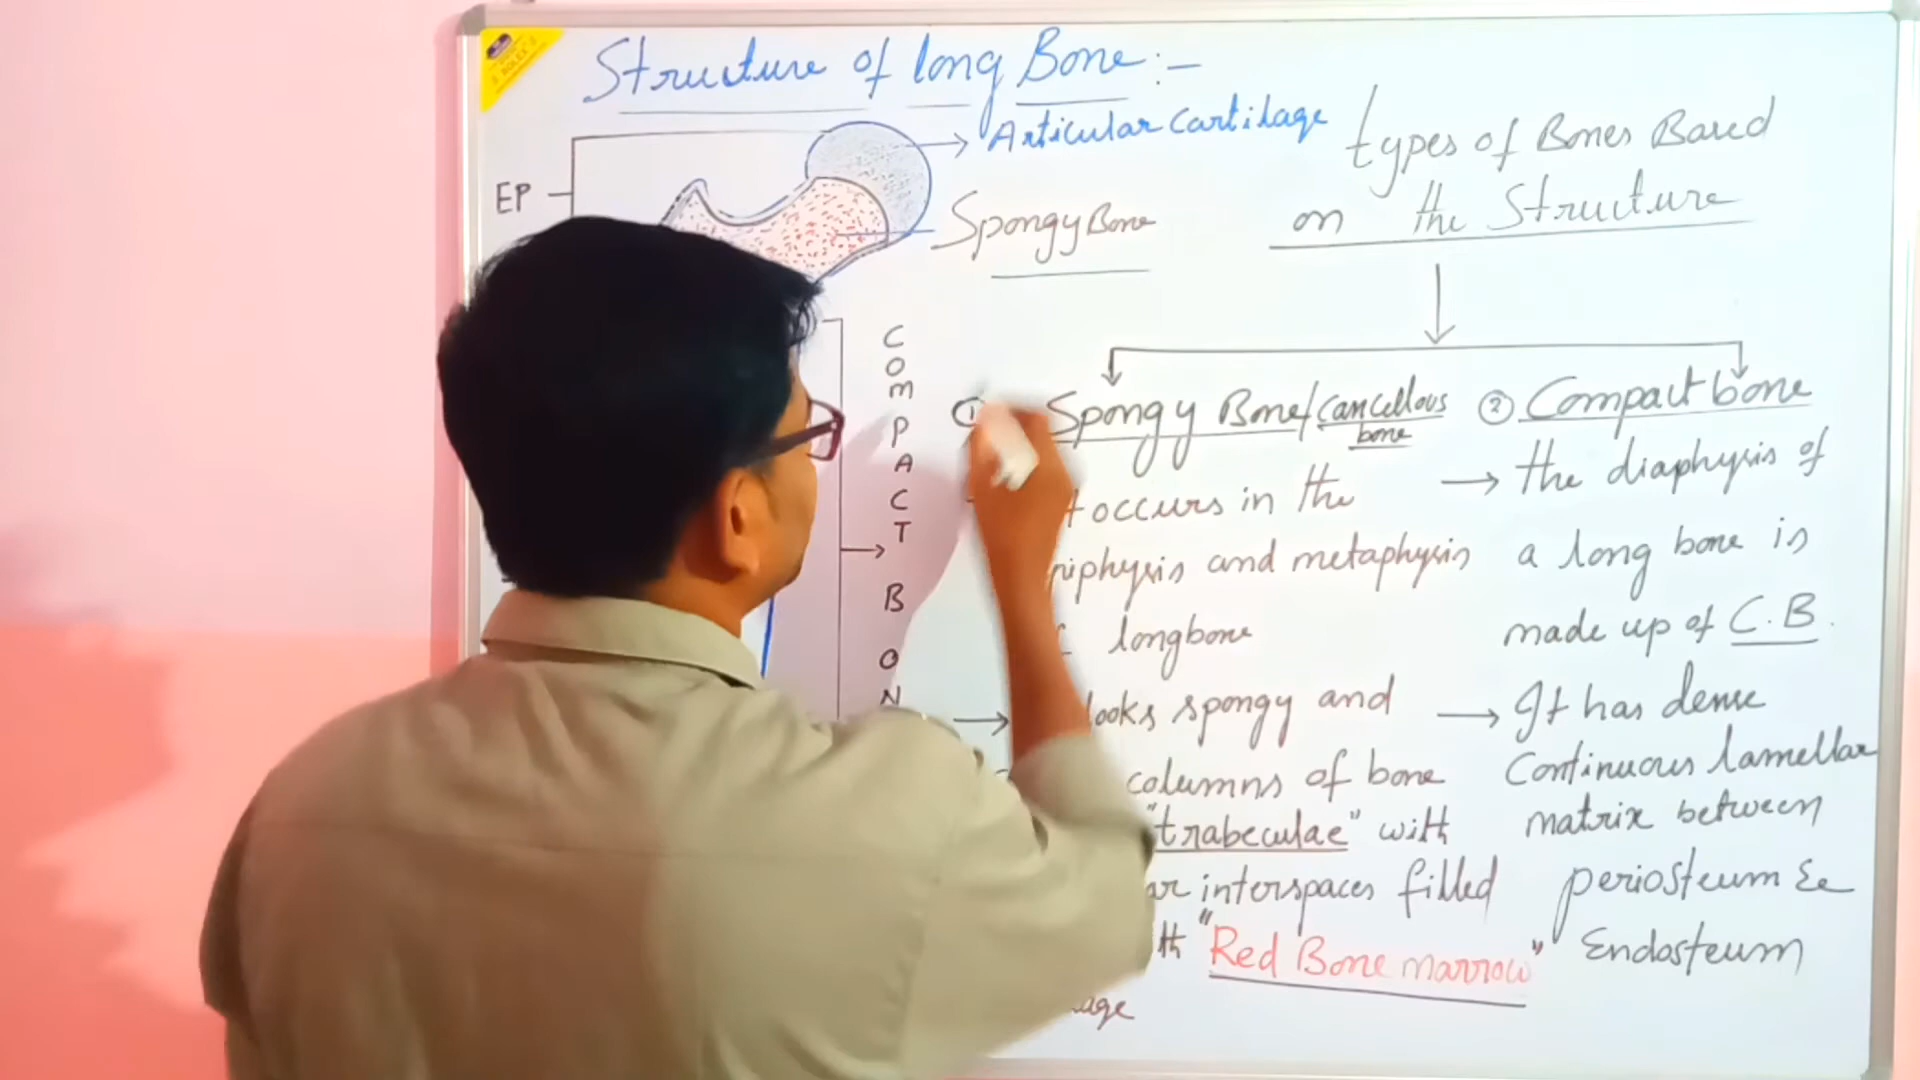 Structure of long Bone :-
Articular Cartilage
EP
Spongy Bone
COMPACT BON
types of Bones Based
on the Structure
① Spongy Bone/Cancellous
bone
occurs in the
and metaphysis
longbone
looks spongy and
columns of bone
"trabeculae" with
interspaces filled
"Red Bone marrow"
② Compact bone
→ the diaphysis of
a long bone is
made up of C.B.
→ It has dense
Continuous lamellar
matrix between
periosteum &
Endosteum